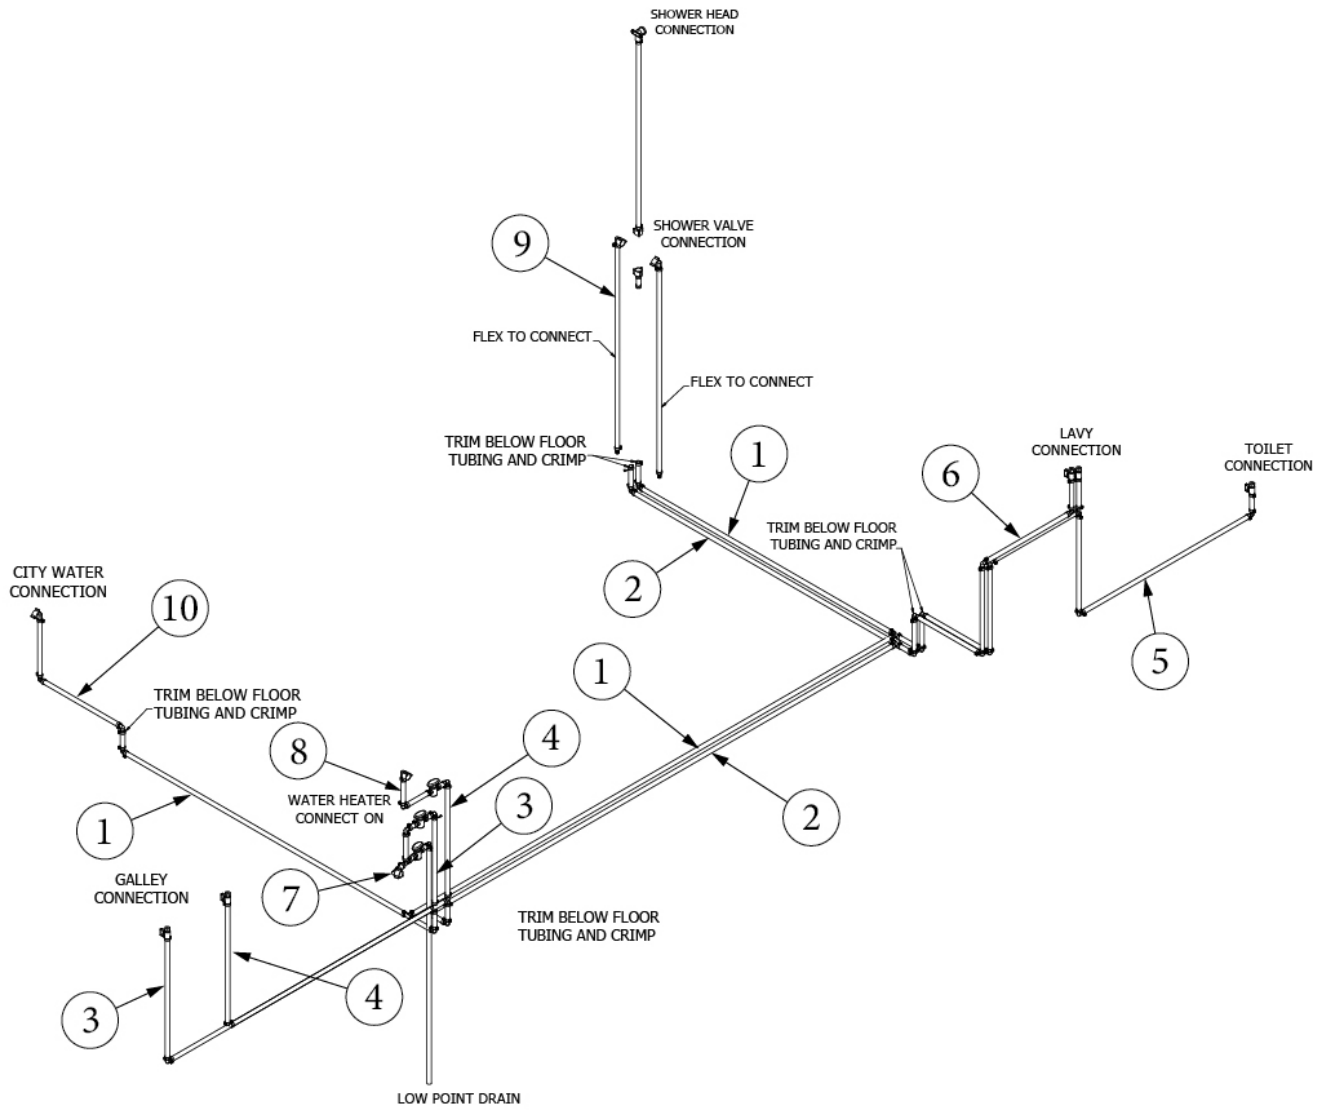 SHOWER HEAD
CONNECTION
SHOWER VALVE
CONNECTION
9
FLEX TO CONNECT
FLEX TO CONNECT
TRIM BELOW FLOOR
TUBING AND CRIMP
1
2
LAVY
CONNECTION
TOILET
CONNECTION
6
TRIM BELOW FLOOR
TUBING AND CRIMP
5
CITY WATER
CONNECTION
10
TRIM BELOW FLOOR
TUBING AND CRIMP
1
1
2
8
4
WATER HEATER
CONNECT ON
3
7
GALLEY
CONNECTION
TRIM BELOW FLOOR
TUBING AND CRIMP
3
4
LOW POINT DRAIN